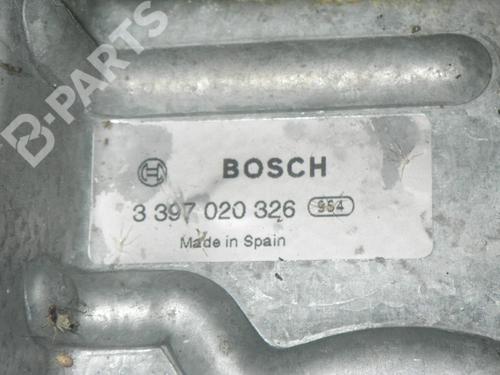 B-PARTS
BOSCH
3 397 020 326 954
Made in Spain